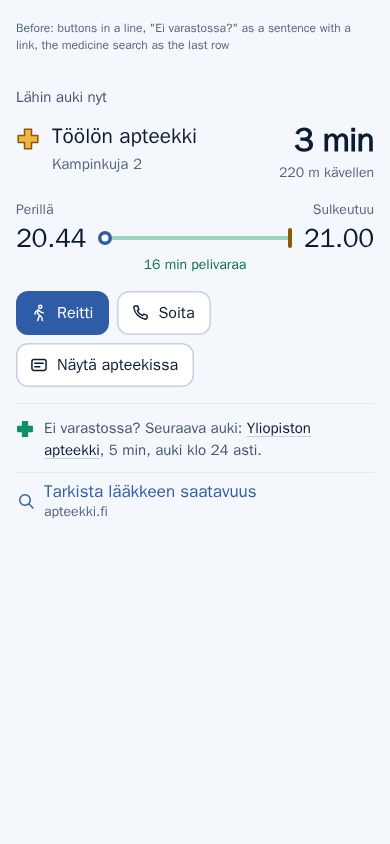 Before: buttons in a line, "Ei varastossa?" as a sentence with a
link, the medicine search as the last row
Lähin auki nyt
Töölön apteekki
3 min
Kampinkuja 2
220 m kävellen
Perillä
Sulkeutuu
20.44
21.00
16 min pelivaraa
Reitti
Soita
Näytä apteekissa
Ei varastossa? Seuraava auki: Yliopiston
apteekki, 5 min, auki klo 24 asti.
Tarkista lääkkeen saatavuus
apteekki.fi